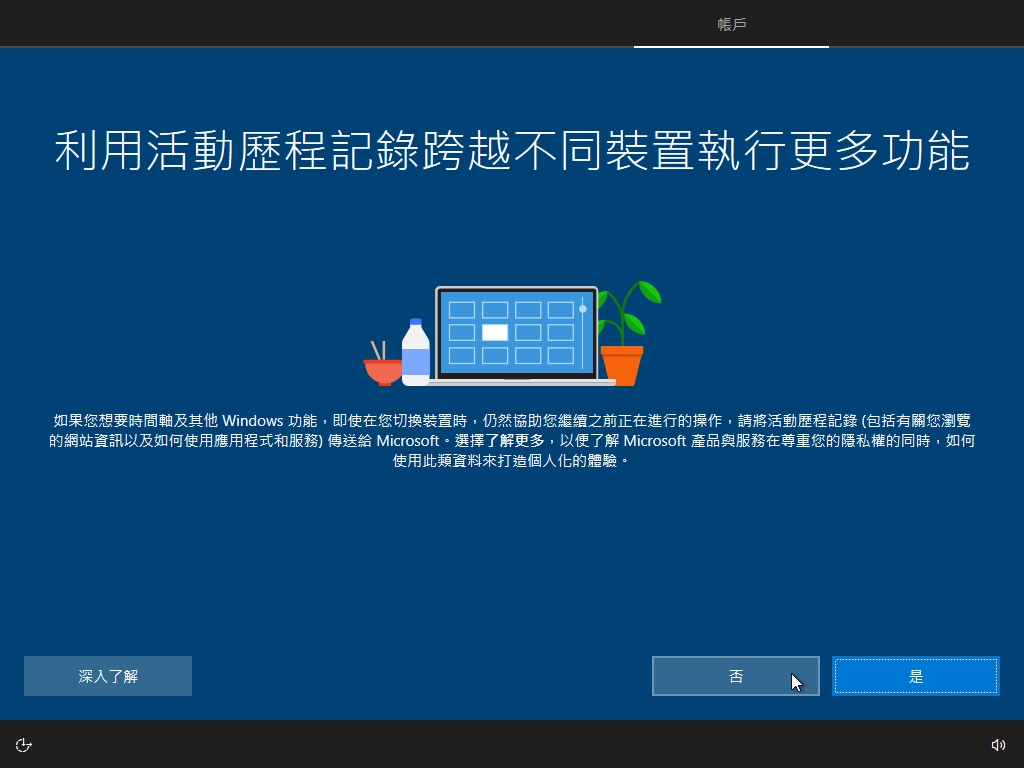 帳戶
利用活動歷程記錄跨越不同裝置執行更多功能
如果您想要時間軸及其他 Windows 功能，即使在您切換裝置時，仍然協助您繼續之前正在進行的操作，請將活動歷程記錄 (包括有關您瀏覽
的網站資訊以及如何使用應用程式和服務) 傳送給 Microsoft。選擇了解更多，以便了解 Microsoft 產品與服務在尊重您的隱私權的同時，如何
使用此類資料來打造個人化的體驗。
深入了解
否
是